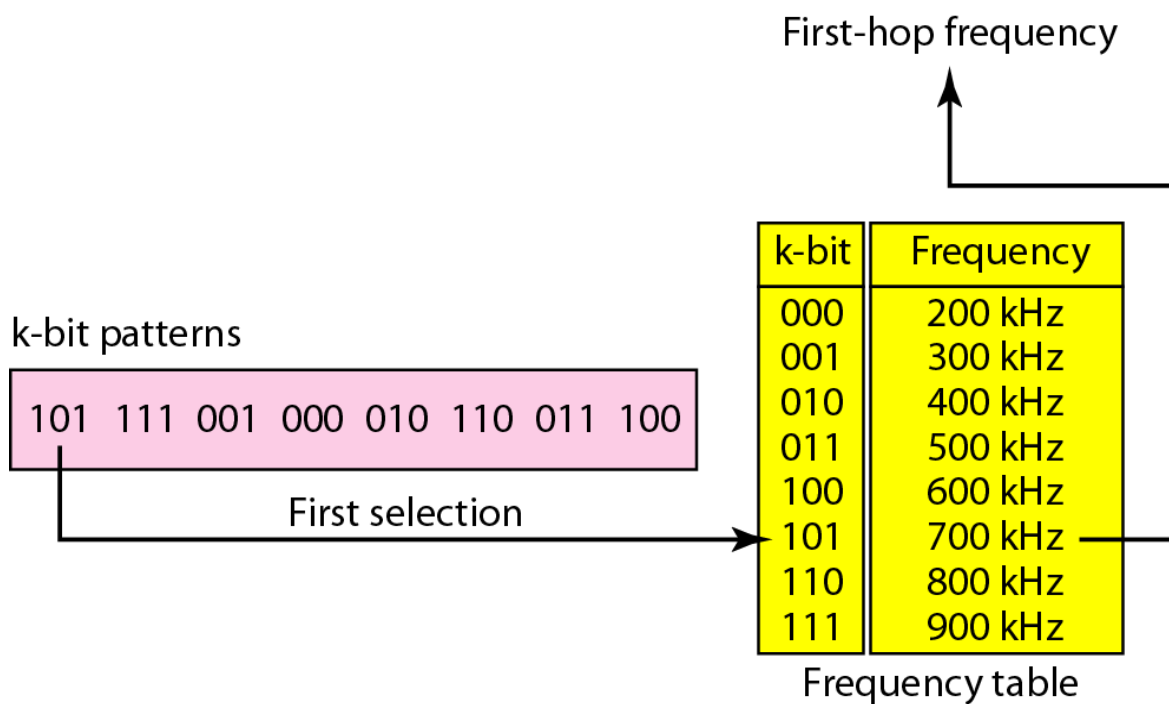 First-hop frequency
k-bit Frequency
000 200 kHz
001 300 kHz
010 400 kHz
011 500 kHz
100 600 kHz
101 700 kHz
110 800 kHz
111 900 kHz
Frequency table
k-bit patterns
101 111 001 000 010 110 011 100
First selection